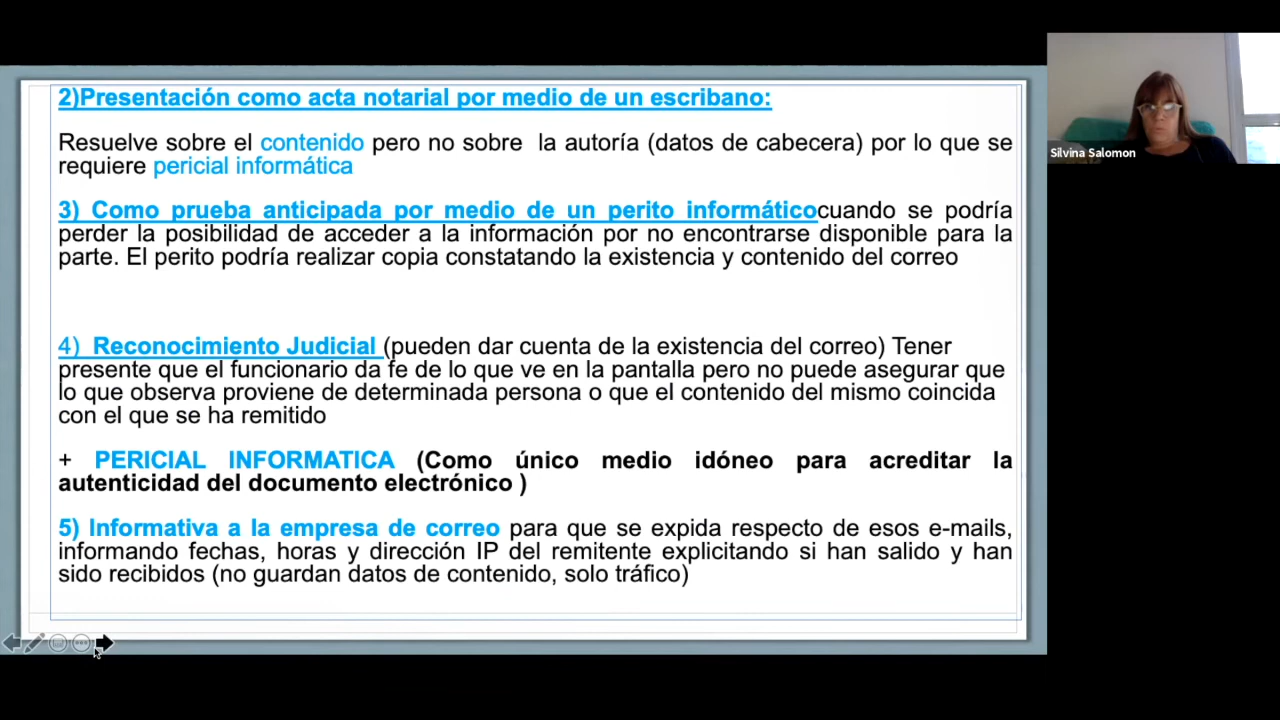 2)Presentación como acta notarial por medio de un escribano:
Resuelve sobre el contenido pero no sobre la autoría (datos de cabecera) por lo que se
requiere pericial informática
3) Como prueba anticipada por medio de un perito informáticocuando se podría
perder la posibilidad de acceder a la información por no encontrarse disponible para la
parte. El perito podría realizar copia constatando la existencia y contenido del correo
4) Reconocimiento Judicial (pueden dar cuenta de la existencia del correo) Tener
presente que el funcionario da fe de lo que ve en la pantalla pero no puede asegurar que
lo que observa proviene de determinada persona o que el contenido del mismo coincida
con el que se ha remitido
+ PERICIAL INFORMATICA (Como único medio idóneo para acreditar la
autenticidad del documento electrónico )
5) Informativa a la empresa de correo para que se expida respecto de esos e-mails,
informando fechas, horas y dirección IP del remitente explicitando si han salido y han
sido recibidos (no guardan datos de contenido, solo tráfico)
Silvina Salomon